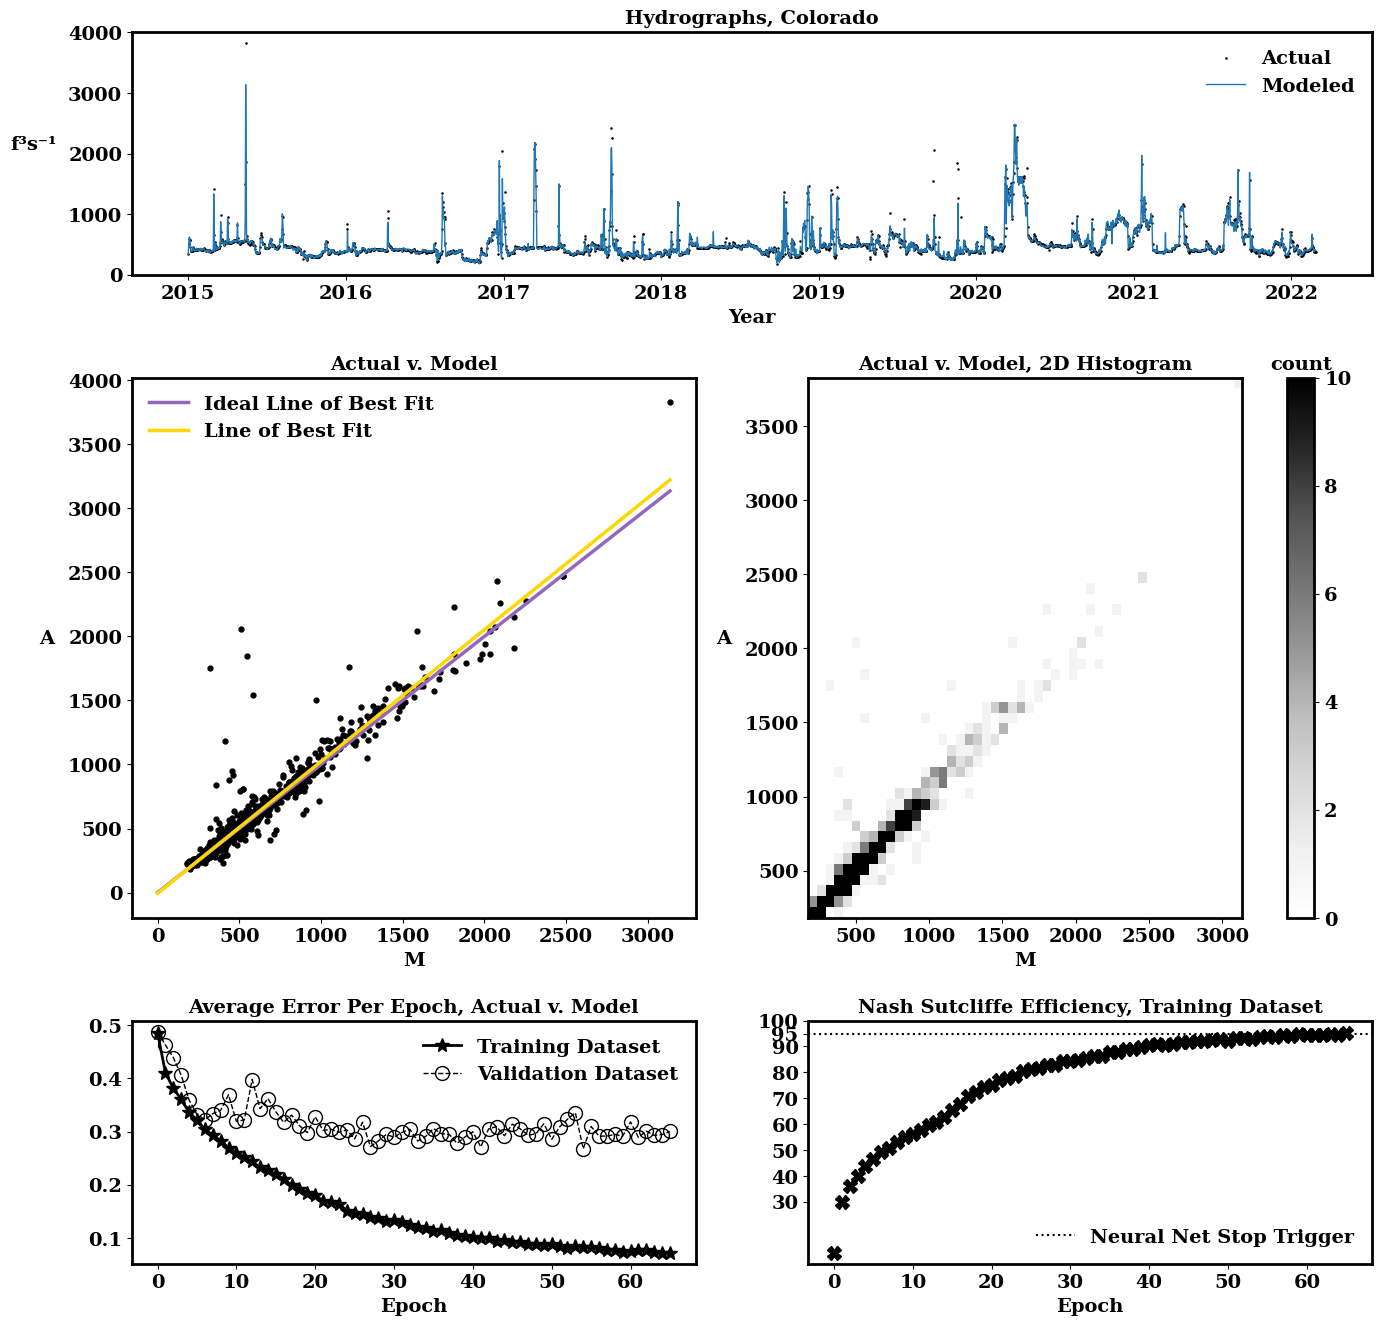 Hydrographs, Colorado
4000
3000
2000
1000
0
f³s⁻¹
Actual
Modeled
2015 2016 2017 2018 2019 2020 2021 2022
Year
Actual v. Model
4000
3500
3000
2500
2000
1500
1000
500
0
A
Ideal Line of Best Fit
Line of Best Fit
0 500 1000 1500 2000 2500 3000
M
Actual v. Model, 2D Histogram
3500
3000
2500
2000
1500
1000
500
A
500 1000 1500 2000 2500 3000
M
count
10
8
6
4
2
0
Average Error Per Epoch, Actual v. Model
0.5
0.4
0.3
0.2
0.1
Training Dataset
Validation Dataset
0 10 20 30 40 50 60
Epoch
Nash Sutcliffe Efficiency, Training Dataset
100
95
90
80
70
60
50
40
30
Neural Net Stop Trigger
0 10 20 30 40 50 60
Epoch